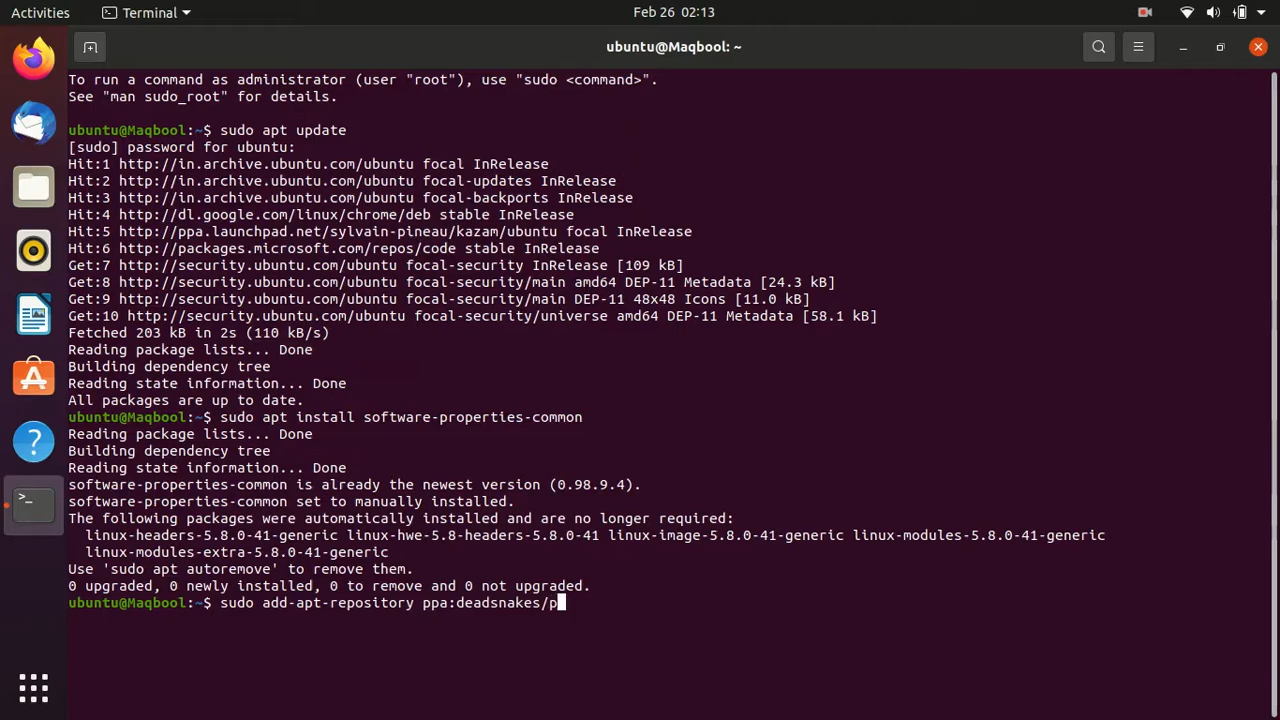 Activities
Terminal
Feb 26 02:13
ubuntu@Maqbool: ~
To run a command as administrator (user "root"), use "sudo <command>".
See "man sudo_root" for details.
ubuntu@Maqbool:~$ sudo apt update
[sudo] password for ubuntu:
Hit:1 http://in.archive.ubuntu.com/ubuntu focal InRelease
Hit:2 http://in.archive.ubuntu.com/ubuntu focal-updates InRelease
Hit:3 http://in.archive.ubuntu.com/ubuntu focal-backports InRelease
Hit:4 http://dl.google.com/linux/chrome/deb stable InRelease
Hit:5 http://ppa.launchpad.net/sylvain-pineau/kazam/ubuntu focal InRelease
Hit:6 http://packages.microsoft.com/repos/code stable InRelease
Get:7 http://security.ubuntu.com/ubuntu focal-security InRelease [109 kB]
Get:8 http://security.ubuntu.com/ubuntu focal-security/main amd64 DEP-11 Metadata [24.3 kB]
Get:9 http://security.ubuntu.com/ubuntu focal-security/main DEP-11 48x48 Icons [11.0 kB]
Get:10 http://security.ubuntu.com/ubuntu focal-security/universe amd64 DEP-11 Metadata [58.1 kB]
Fetched 203 kB in 2s (110 kB/s)
Reading package lists... Done
Building dependency tree
Reading state information... Done
All packages are up to date.
ubuntu@Maqbool:~$ sudo apt install software-properties-common
Reading package lists... Done
Building dependency tree
Reading state information... Done
software-properties-common is already the newest version (0.98.9.4).
software-properties-common set to manually installed.
The following packages were automatically installed and are no longer required:
linux-headers-5.8.0-41-generic linux-hwe-5.8-headers-5.8.0-41 linux-image-5.8.0-41-generic linux-modules-5.8.0-41-generic
linux-modules-extra-5.8.0-41-generic
Use 'sudo apt autoremove' to remove them.
0 upgraded, 0 newly installed, 0 to remove and 0 not upgraded.
ubuntu@Maqbool:~$ sudo add-apt-repository ppa:deadsnakes/p